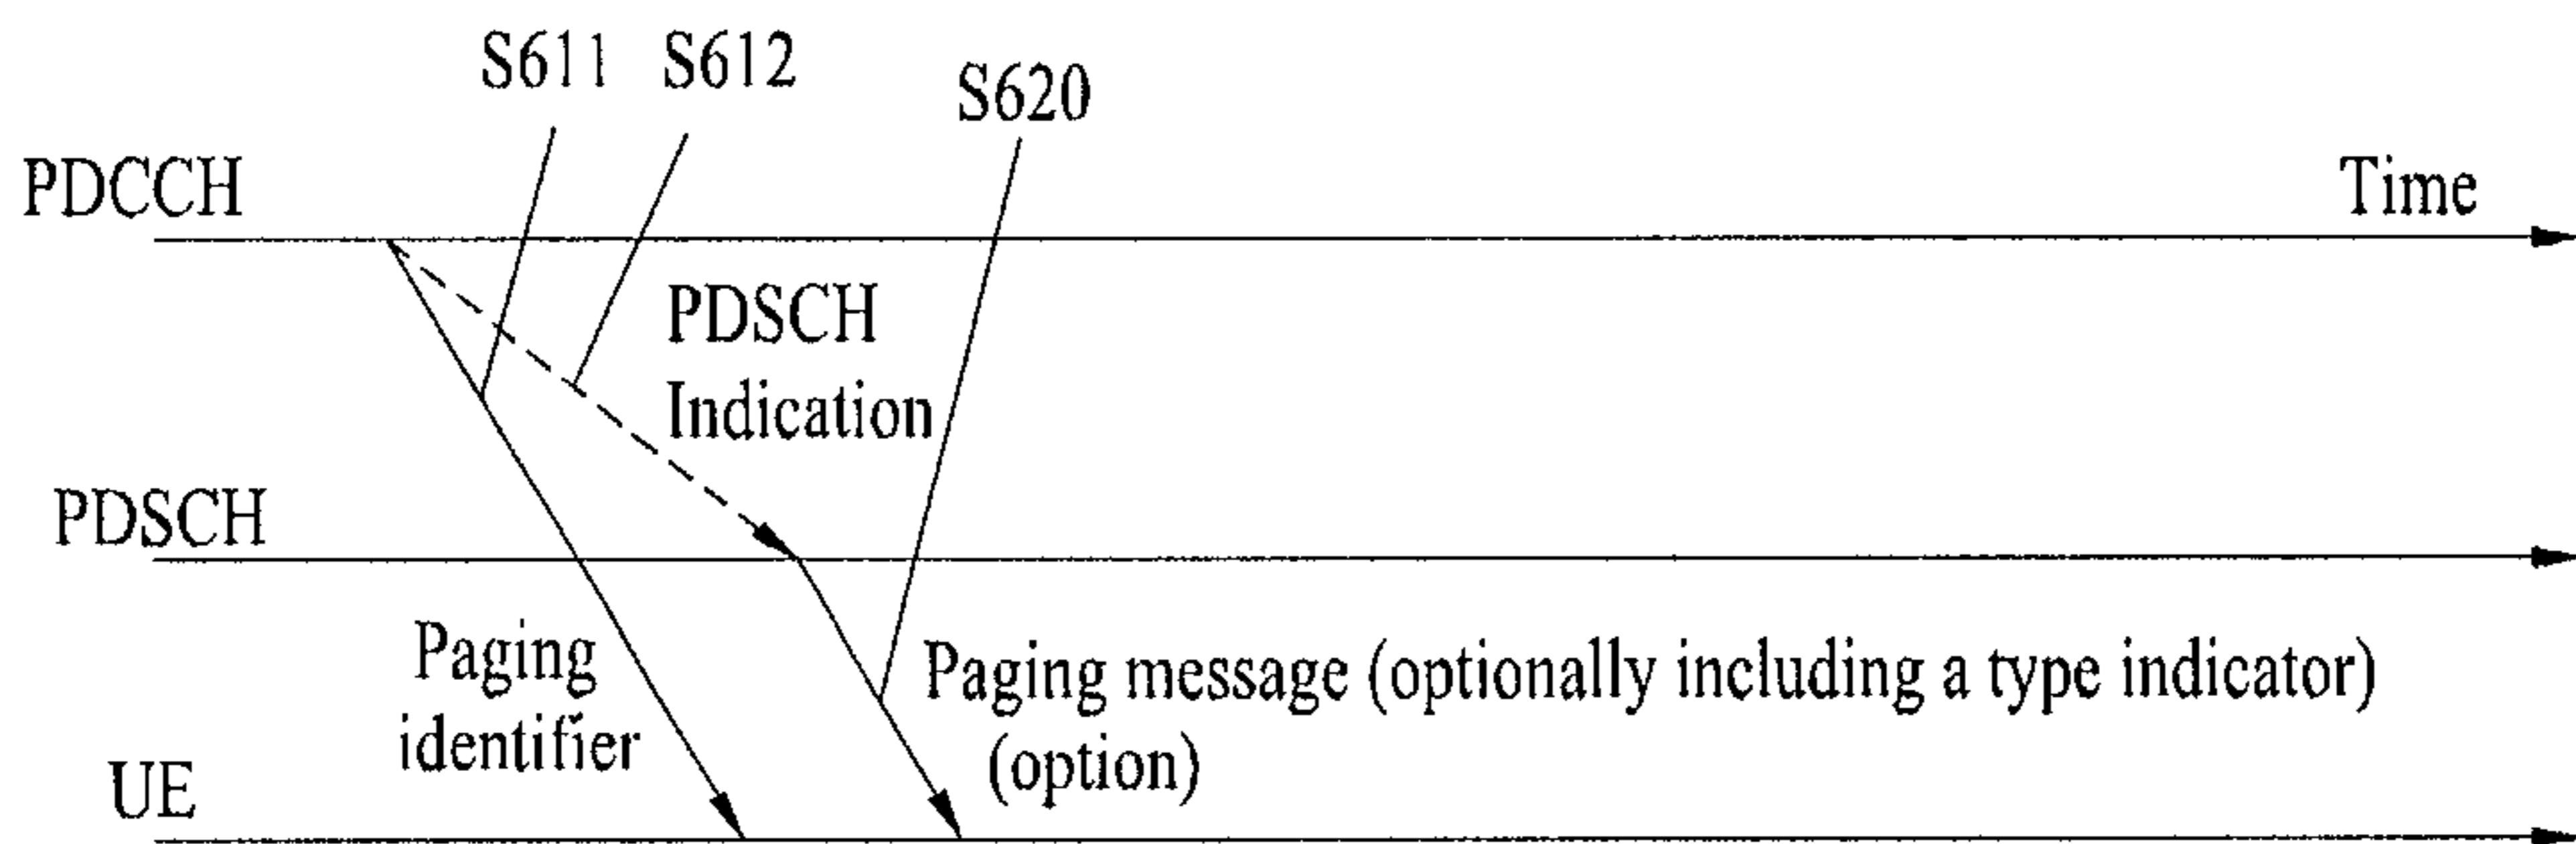 S611 S612
S620
PDCCH
Time
PDSCH
Indication
PDSCH
Paging
identifier
Paging message (optionally including a type indicator)
(option)
UE